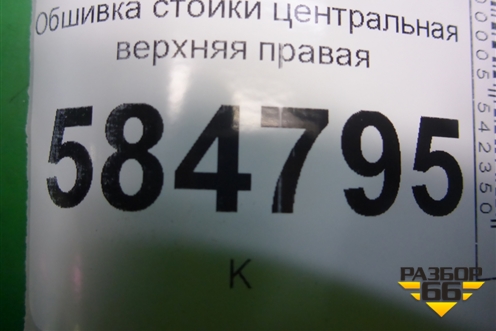 Обшивка стойки центральная
верхняя правая
584795
К
РАЗБОР
66